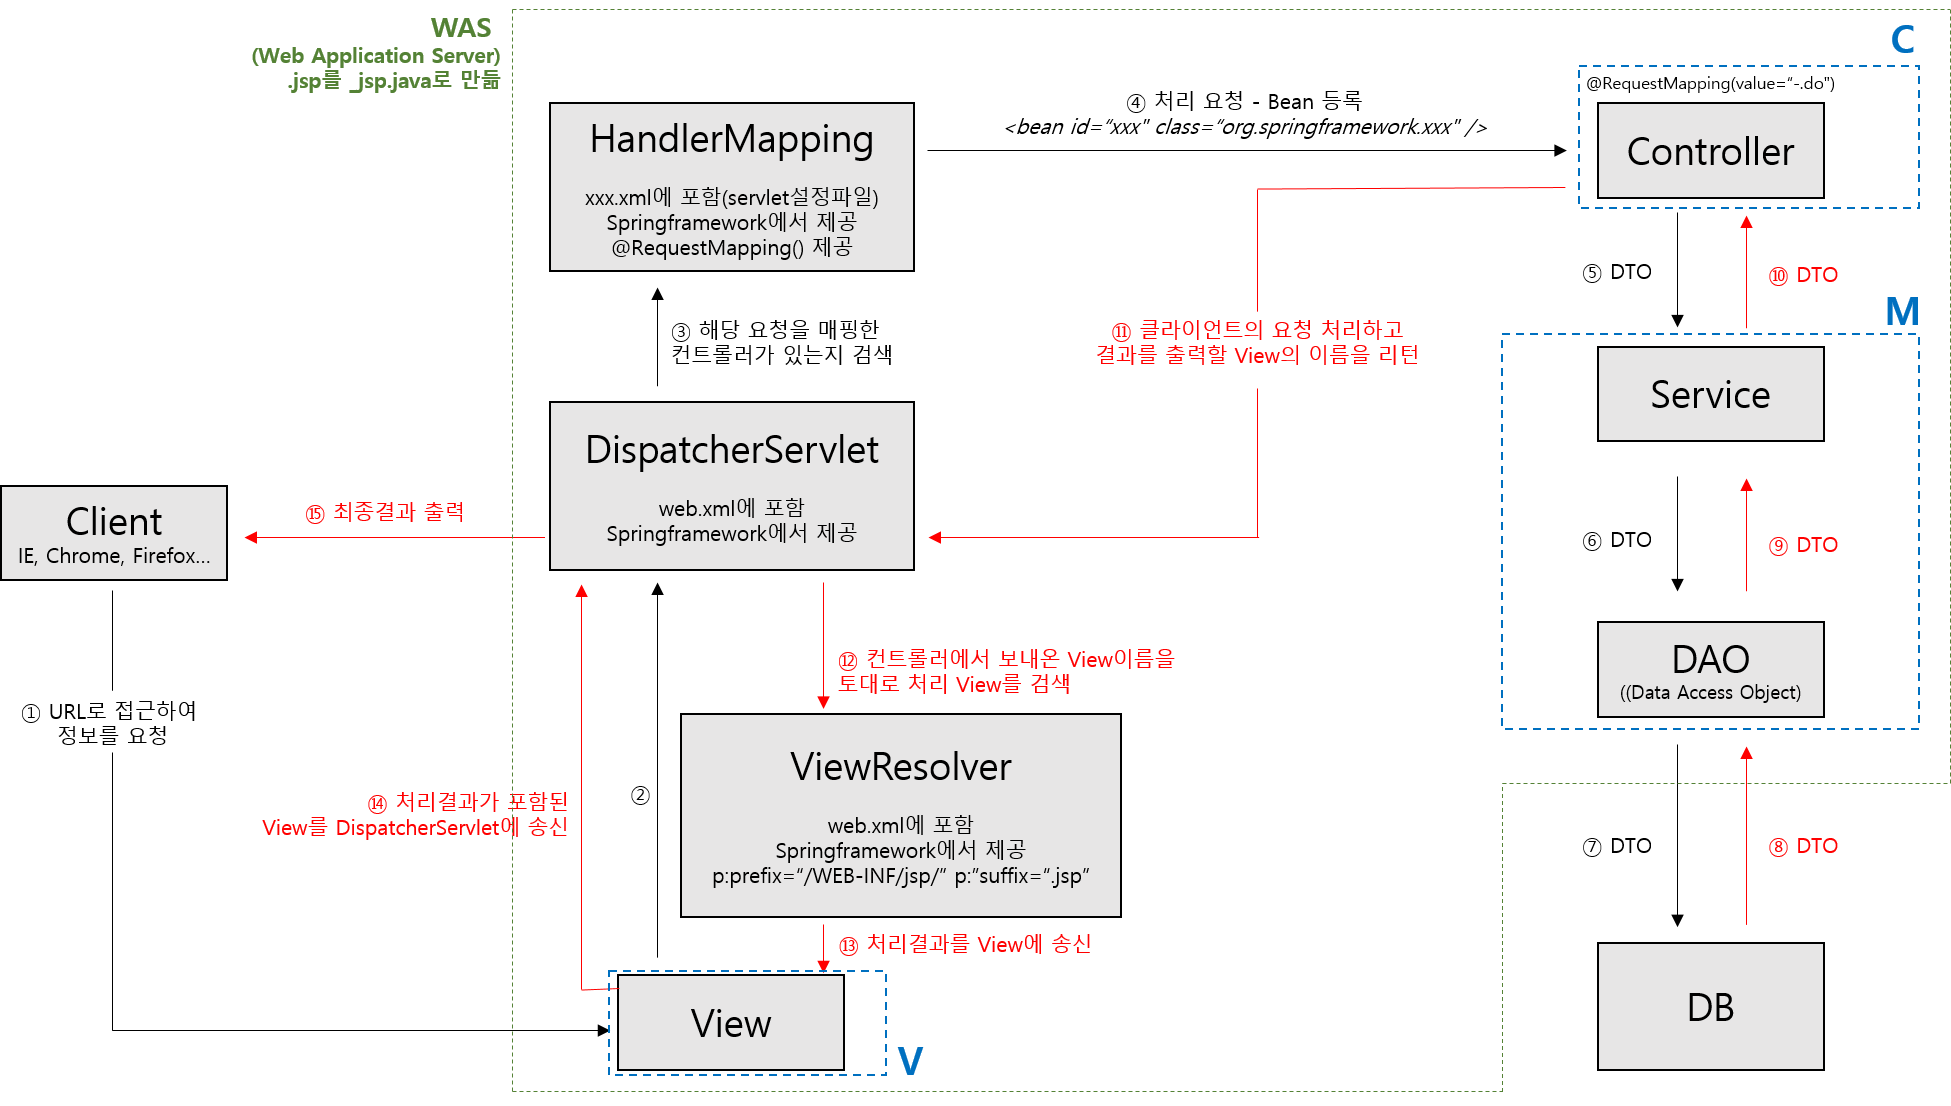 WAS
(Web Application Server)
.jsp를 _jsp.java로 만듦
C
@RequestMapping(value=“-.do")
Controller
④ 처리 요청 - Bean 등록
<bean id=“xxx" class=“org.springframework.xxx" />
HandlerMapping
xxx.xml에 포함(servlet설정파일)
Springframework에서 제공
@RequestMapping() 제공
⑤ DTO
⑩ DTO
M
③ 해당 요청을 매핑한
컨트롤러가 있는지 검색
⑪ 클라이언트의 요청 처리하고
결과를 출력할 View의 이름을 리턴
Service
DispatcherServlet
web.xml에 포함
Springframework에서 제공
Client
IE, Chrome, Firefox...
⑮ 최종결과 출력
⑥ DTO
⑨ DTO
DAO
((Data Access Object)
⑫ 컨트롤러에서 보내온 View이름을
토대로 처리 View를 검색
① URL로 접근하여
정보를 요청
②
⑭ 처리결과가 포함된
View를 DispatcherServlet에 송신
ViewResolver
web.xml에 포함
Springframework에서 제공
p:prefix=“/WEB-INF/jsp/” p:”suffix=“.jsp”
⑦ DTO
⑧ DTO
⑬ 처리결과를 View에 송신
View
V
DB